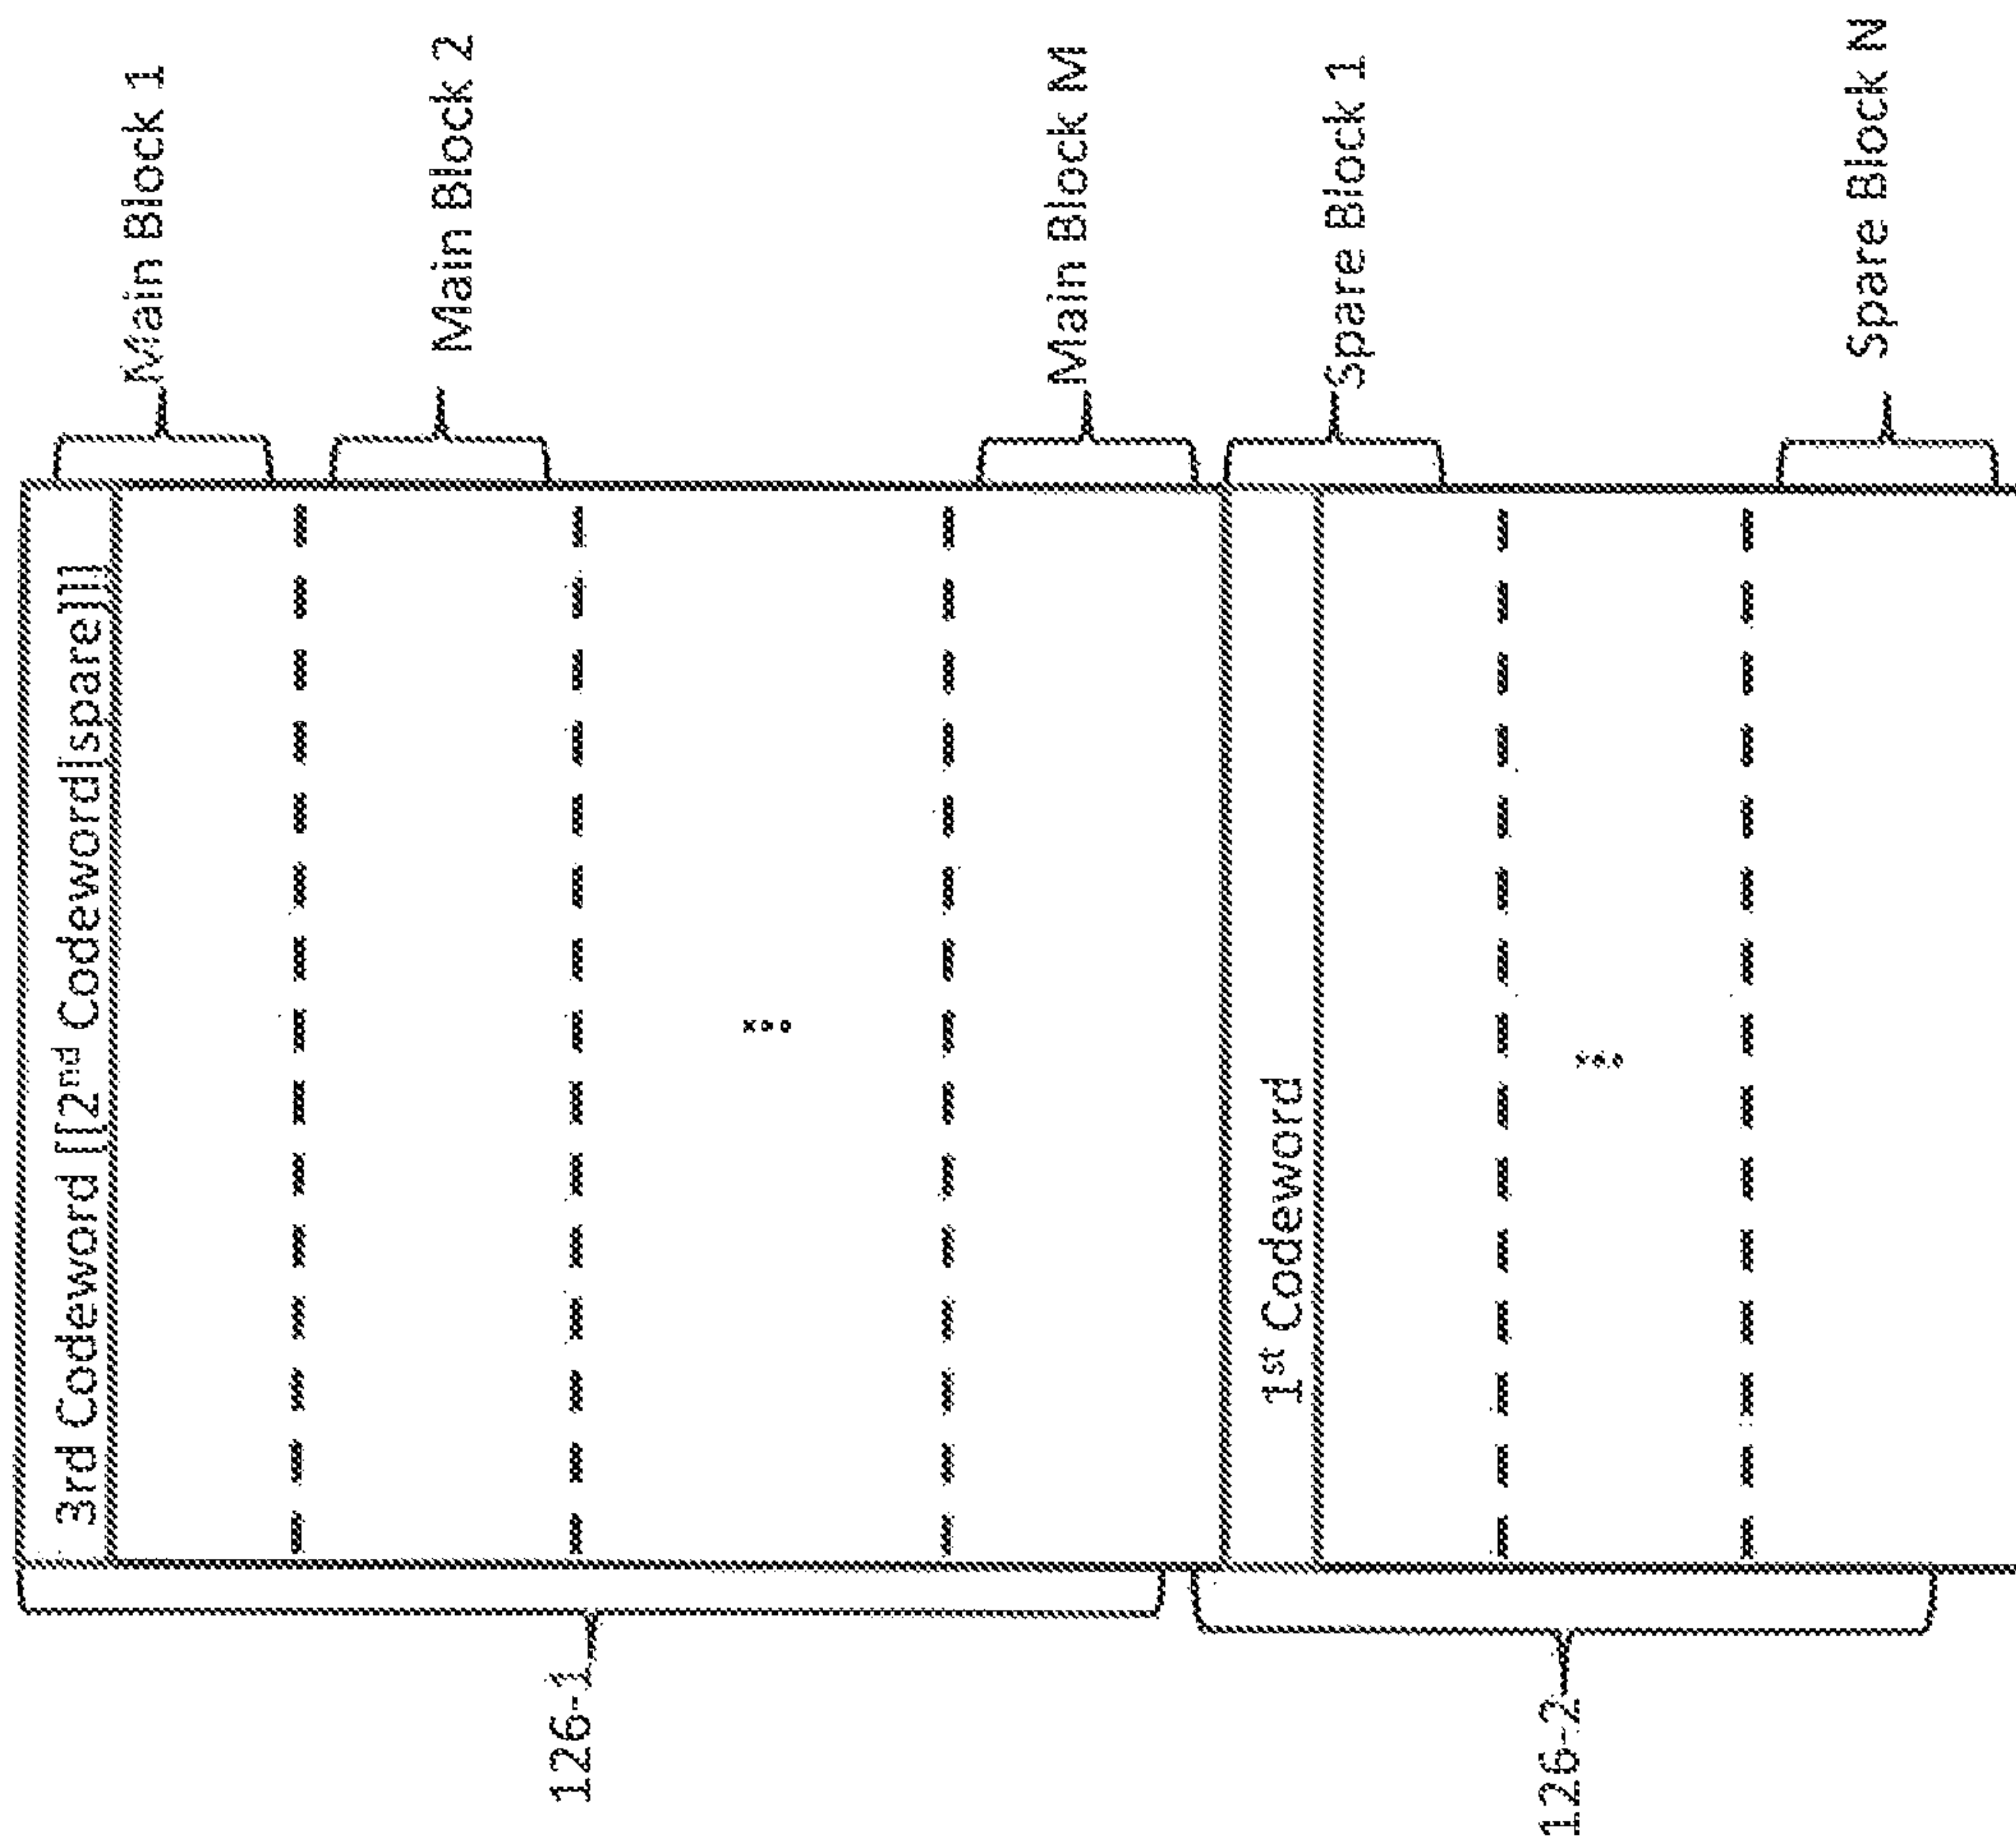 3rd Codeword [[2nd Codeword|spare]]]
1st Codeword
Main Block 1
Main Block 2
Main Block M
Spare Block 1
Spare Block N
126-1
126-2